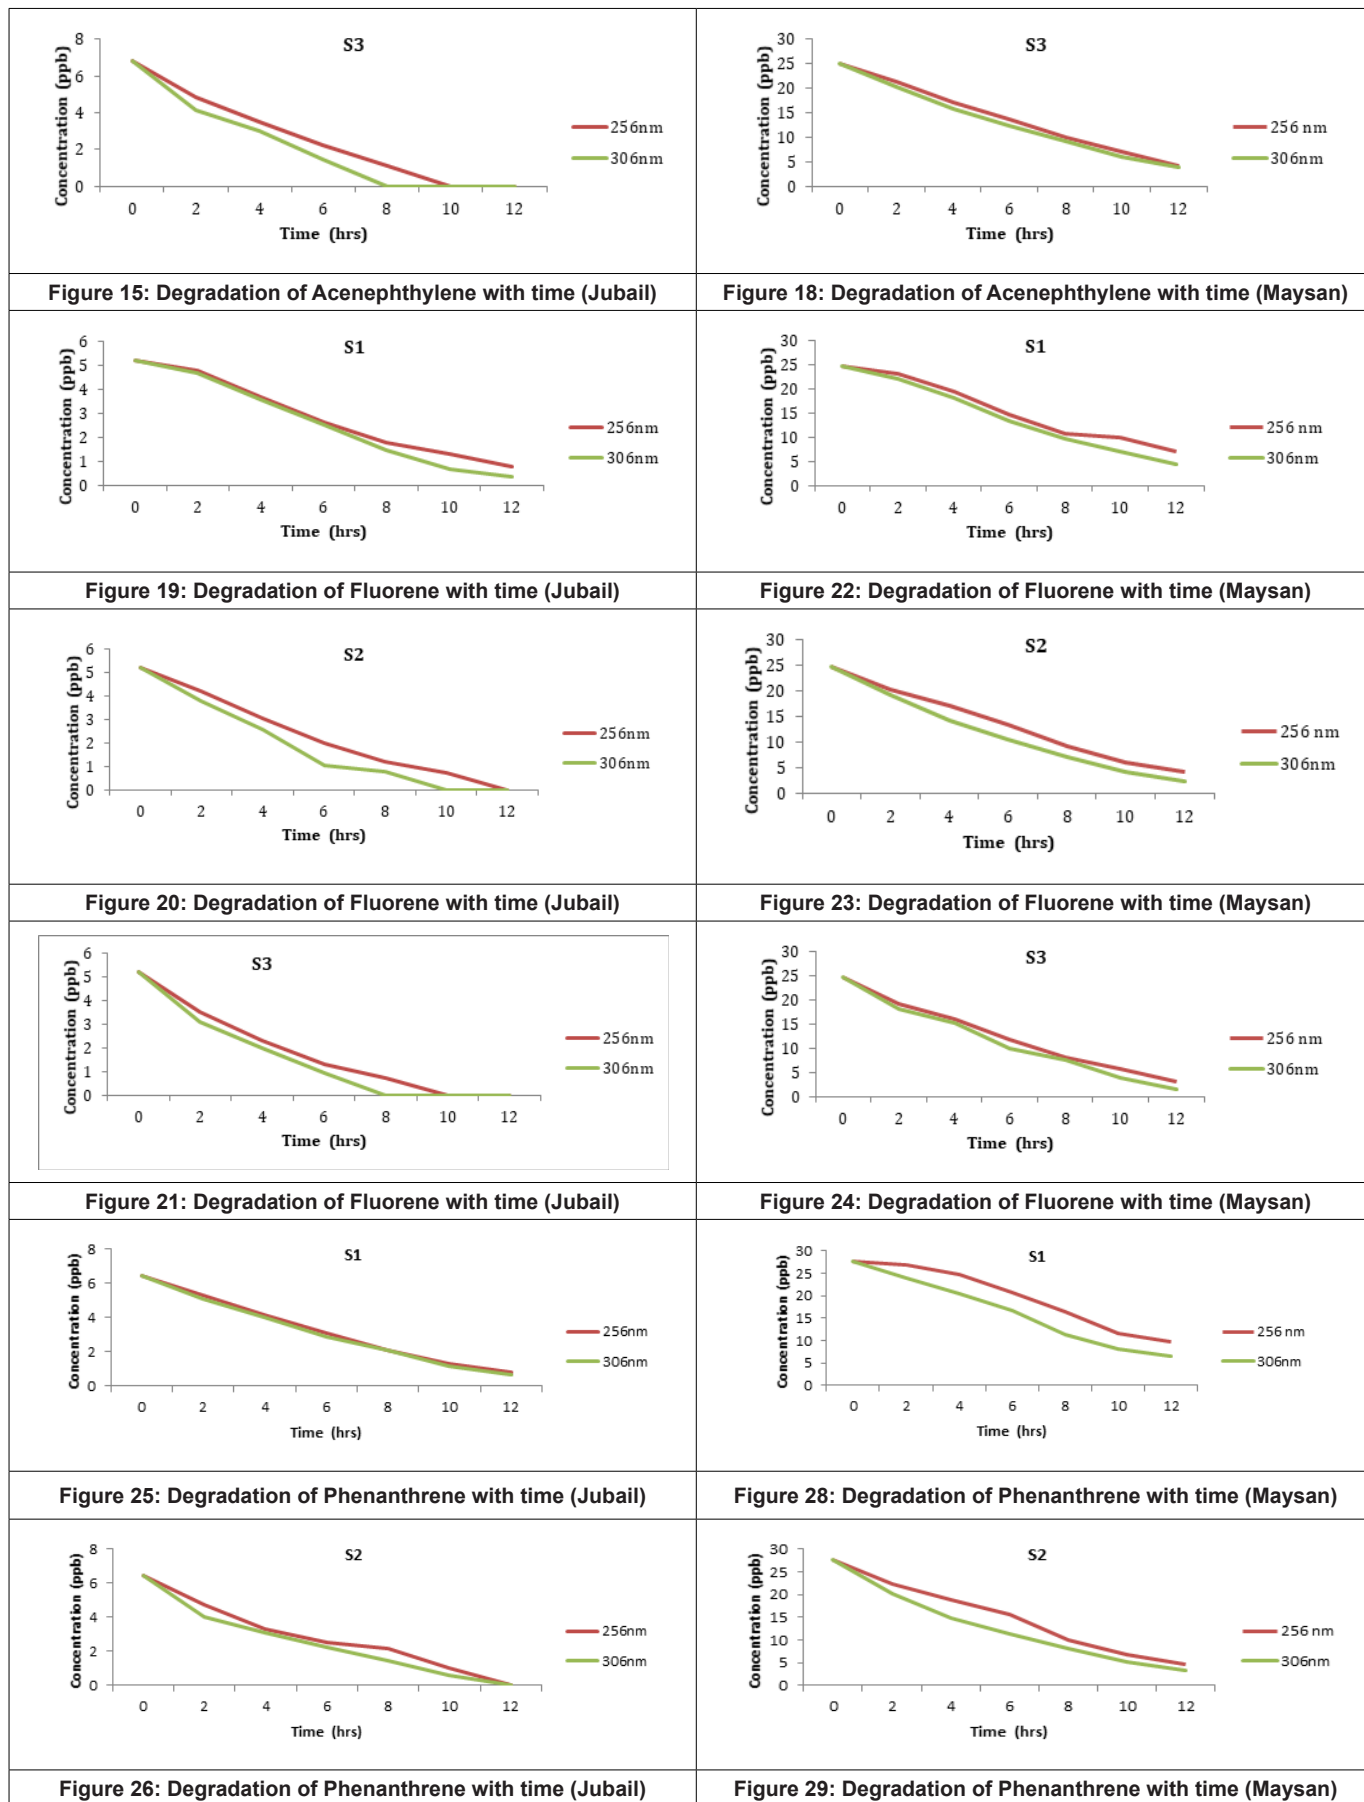 S3
Concentration (ppb)
8
6
4
2
0
0 2 4 6 8 10 12
Time (hrs)
256nm
306nm
S3
Concentration (ppb)
30
25
20
15
10
5
0
0 2 4 6 8 10 12
Time (hrs)
256 nm
306nm
Figure 15: Degradation of Acenephthylene with time (Jubail)
Figure 18: Degradation of Acenephthylene with time (Maysan)
S1
Concentration (ppb)
6
5
4
3
2
1
0
0 2 4 6 8 10 12
Time (hrs)
256nm
306nm
S1
Concentration (ppb)
30
25
20
15
10
5
0
0 2 4 6 8 10 12
Time (hrs)
256 nm
306nm
Figure 19: Degradation of Fluorene with time (Jubail)
Figure 22: Degradation of Fluorene with time (Maysan)
S2
Concentration (ppb)
6
5
4
3
2
1
0
0 2 4 6 8 10 12
Time (hrs)
256nm
306nm
S2
Concentration (ppb)
30
25
20
15
10
5
0
0 2 4 6 8 10 12
Time (hrs)
256 nm
306nm
Figure 20: Degradation of Fluorene with time (Jubail)
Figure 23: Degradation of Fluorene with time (Maysan)
S3
Concentration (ppb)
6
5
4
3
2
1
0
0 2 4 6 8 10 12
Time (hrs)
256nm
306nm
S3
Concentration (ppb)
30
25
20
15
10
5
0
0 2 4 6 8 10 12
Time (hrs)
256 nm
306nm
Figure 21: Degradation of Fluorene with time (Jubail)
Figure 24: Degradation of Fluorene with time (Maysan)
S1
Concentration (ppb)
8
6
4
2
0
0 2 4 6 8 10 12
Time (hrs)
256nm
306nm
S1
Concentration (ppb)
30
25
20
15
10
5
0
0 2 4 6 8 10 12
Time (hrs)
256 nm
306nm
Figure 25: Degradation of Phenanthrene with time (Jubail)
Figure 28: Degradation of Phenanthrene with time (Maysan)
S2
Concentration (ppb)
8
6
4
2
0
0 2 4 6 8 10 12
Time (hrs)
256nm
306nm
S2
Concentration (ppb)
30
25
20
15
10
5
0
0 2 4 6 8 10 12
Time (hrs)
256 nm
306nm
Figure 26: Degradation of Phenanthrene with time (Jubail)
Figure 29: Degradation of Phenanthrene with time (Maysan)